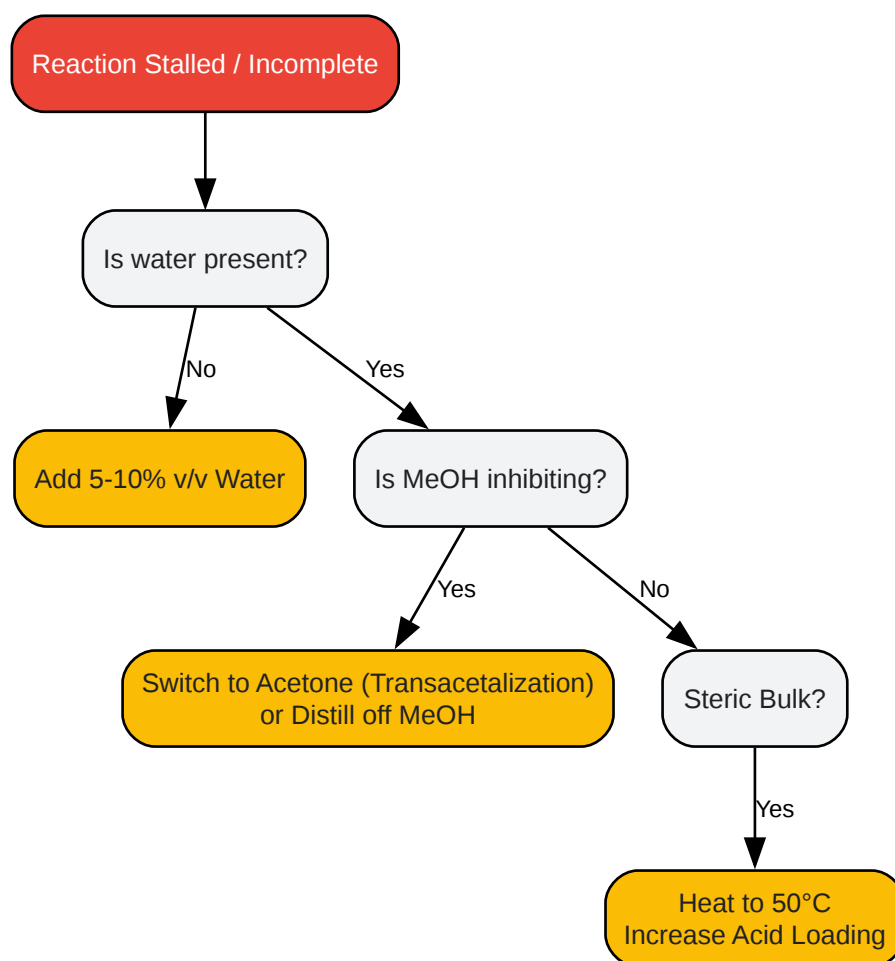 Reaction Stalled / Incomplete
Is water present?
No
Yes
Add 5-10% v/v Water
Is MeOH inhibiting?
Yes
No
Switch to Acetone (Transacetalization)
or Distill off MeOH
Steric Bulk?
Yes
Heat to 50°C
Increase Acid Loading